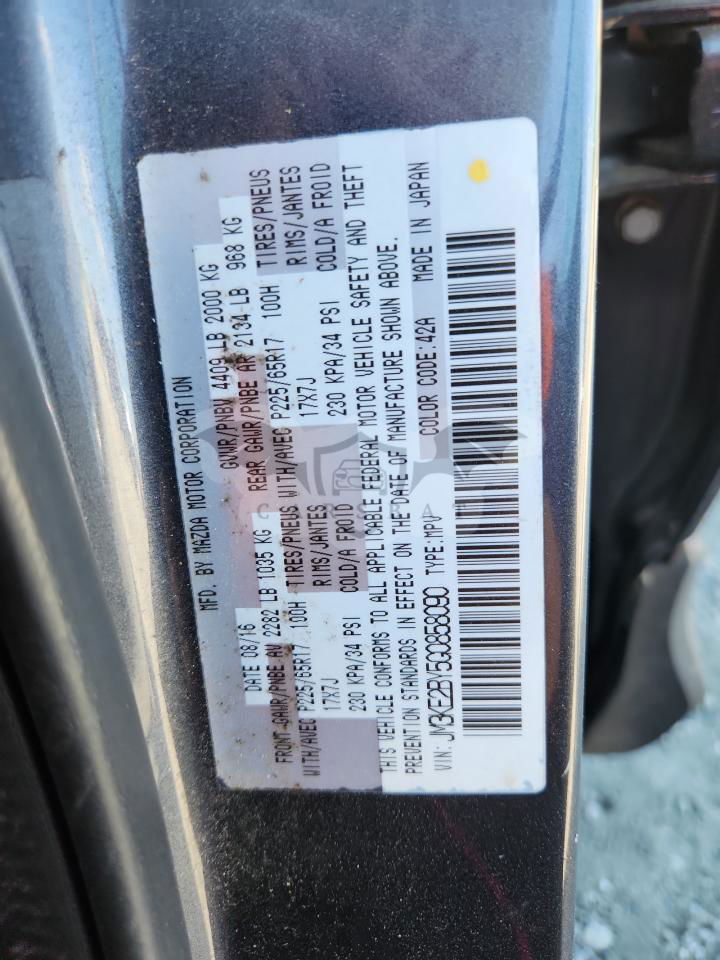 MFD. BY MAZDA MOTOR CORPORATION
DATE 08/16 GVWR/PNBV 4409 LB 2000 KG
FRONT GAWR/PNBE AV 2282 LB 1035 KG REAR GAWR/PNBE AR 2134 LB 968 KG
WITH/AVEC P225/65R17 100H TIRES/PNEUS WITH/AVEC P225/65R17 100H TIRES/PNEUS
17X7J RIMS/JANTES 17X7J RIMS/JANTES
230 KPA/34 PSI COLD/A FROID 230 KPA/34 PSI COLD/A FROID
THIS VEHICLE CONFORMS TO ALL APPLICABLE FEDERAL MOTOR VEHICLE SAFETY AND THEFT
PREVENTION STANDARDS IN EFFECT ON THE DATE OF MANUFACTURE SHOWN ABOVE.
VIN: JM3KE2BY5G0858090 TYPE: MPV COLOR CODE: 42A MADE IN JAPAN